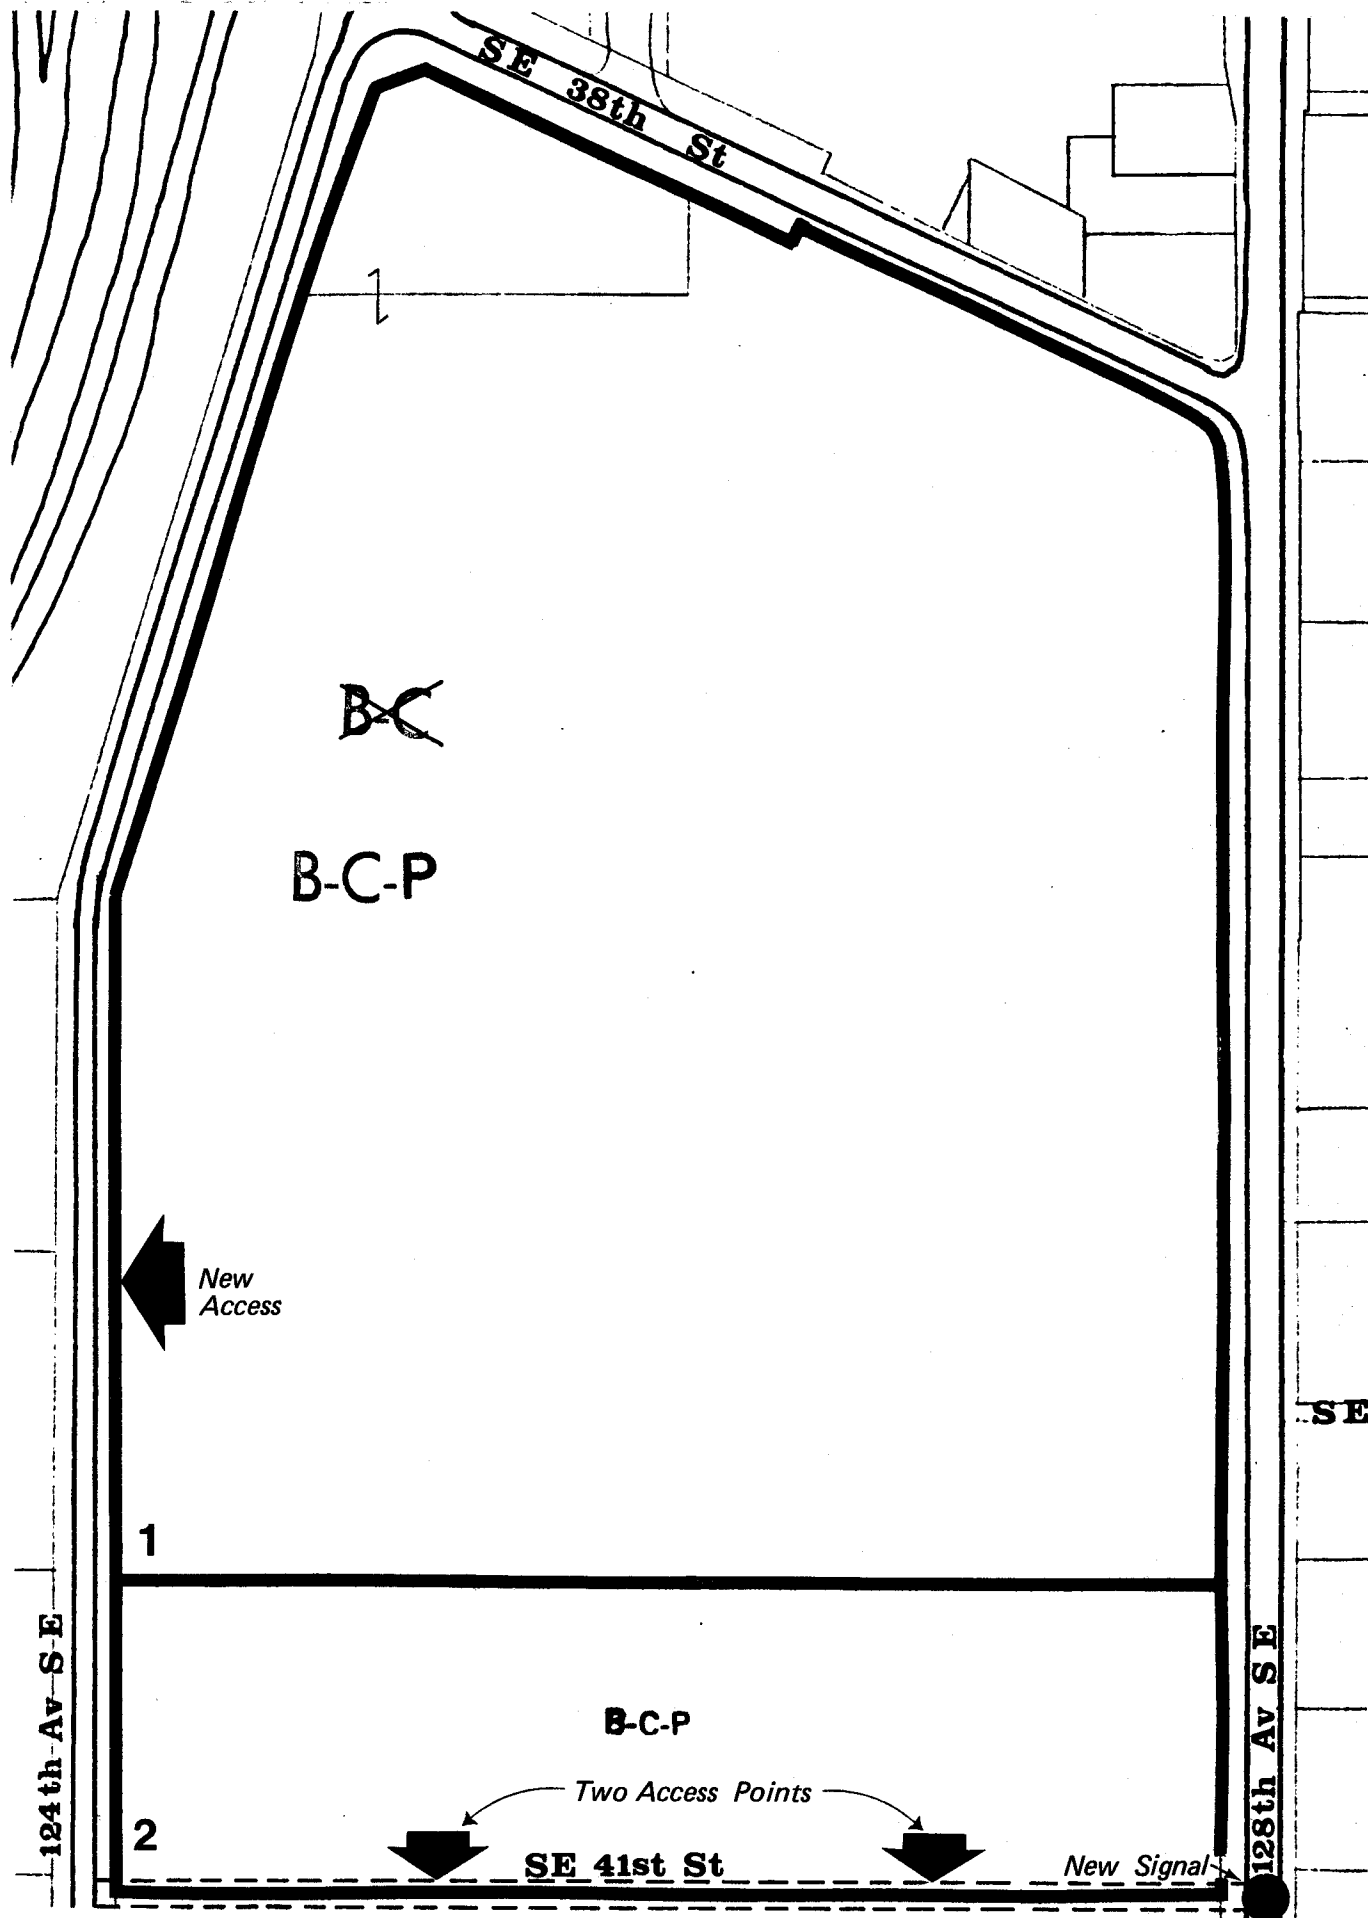 SE 38th St
B-C
B-C-P
New
Access
SE
1
124th Av SE
128th Av SE
B-C-P
Two Access Points
2
SE 41st St
New Signal